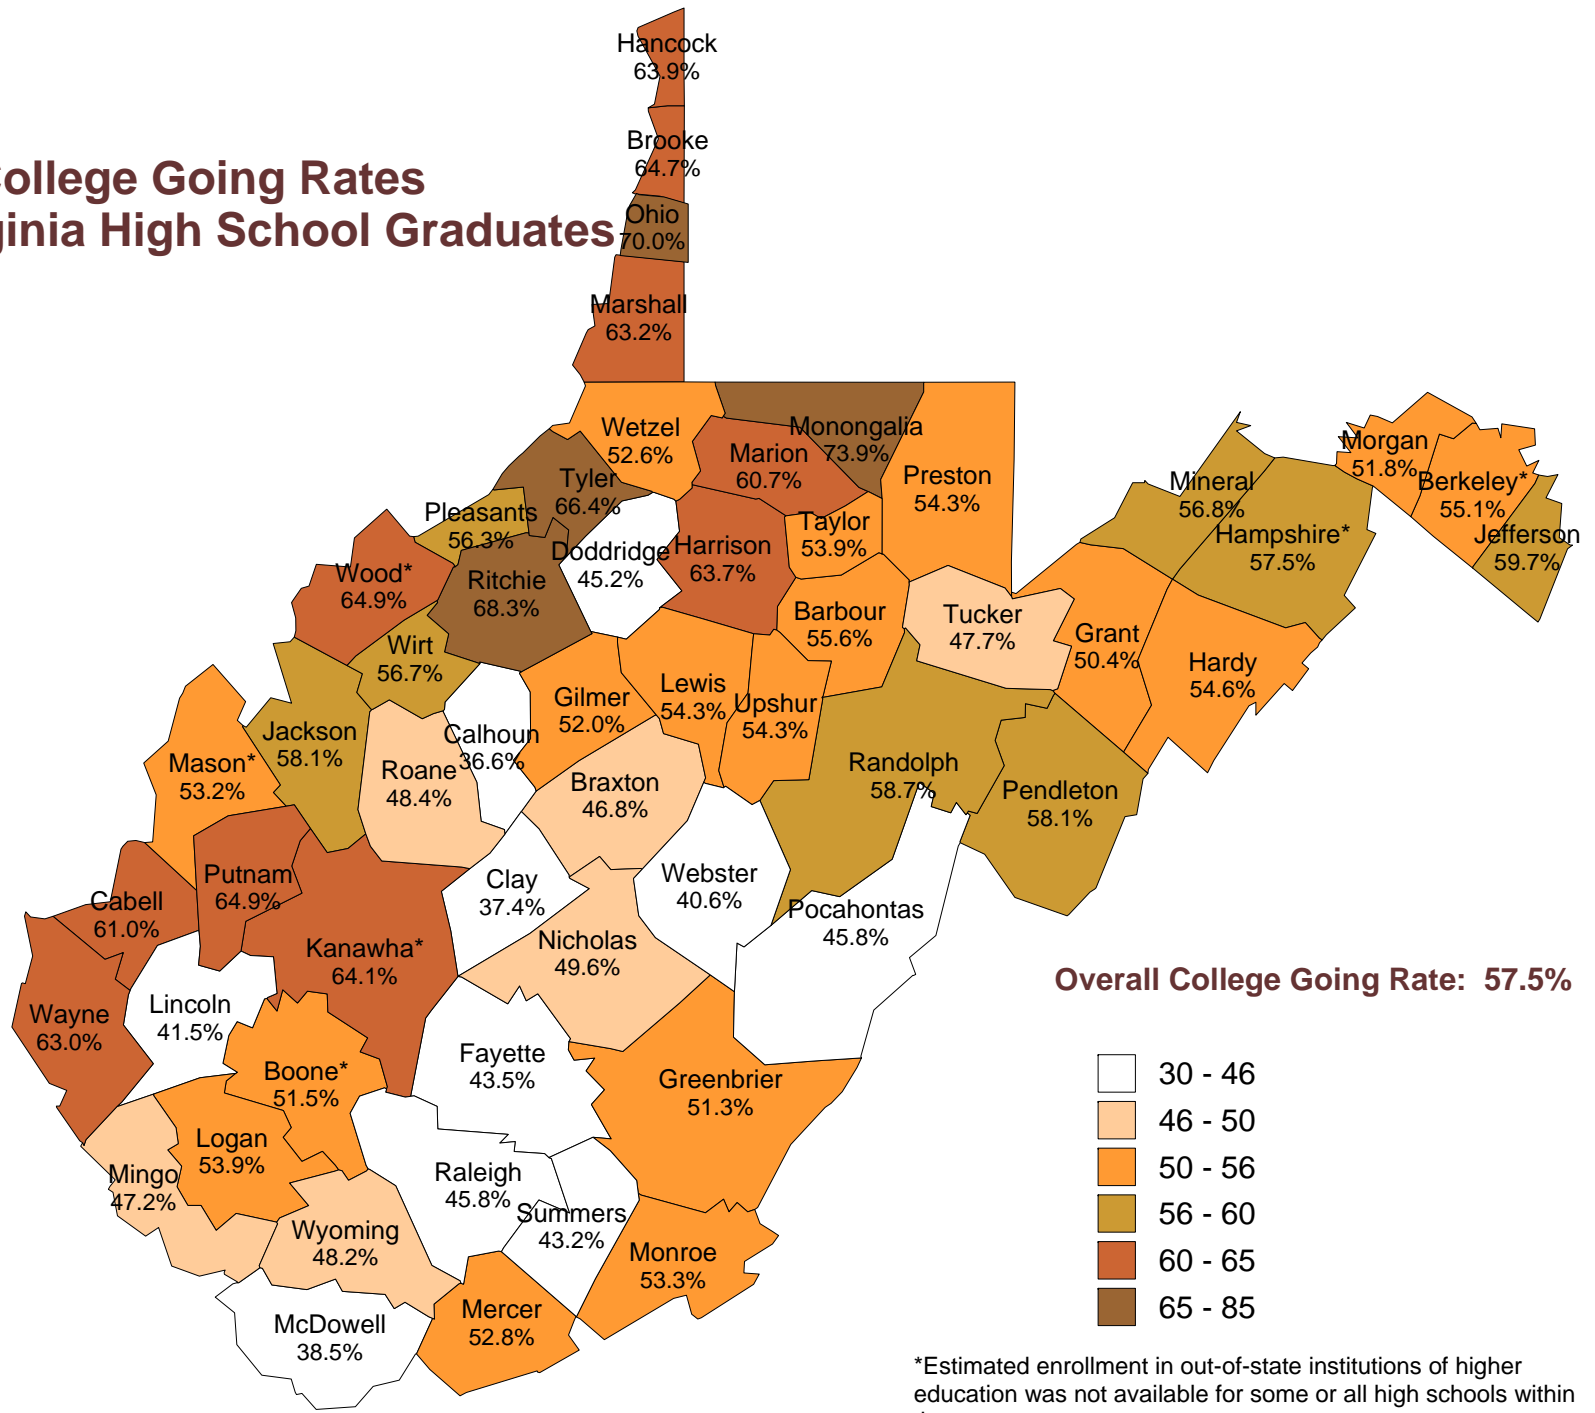 Hancock
63.9%
Brooke
64.7%
College Going Rates
ginia High School Graduates
Ohio
70.0%
Marshall
63.2%
Wetzel
52.6%
Monongalia
73.9%
Marion
60.7%
Preston
54.3%
Morgan
51.8%
Berkeley*
55.1%
Jefferson
59.7%
Mineral
56.8%
Hampshire*
57.5%
Tyler
66.4%
Pleasants
56.3%
Doddridge
45.2%
Harrison
63.7%
Taylor
53.9%
Wood*
64.9%
Ritchie
68.3%
Barbour
55.6%
Tucker
47.7%
Grant
50.4%
Hardy
54.6%
Wirt
56.7%
Gilmer
52.0%
Lewis
54.3%
Upshur
54.3%
Jackson
58.1%
Calhoun
36.6%
Mason*
53.2%
Roane
48.4%
Braxton
46.8%
Randolph
58.7%
Pendleton
58.1%
Putnam
64.9%
Clay
37.4%
Webster
40.6%
Cabell
61.0%
Pocahontas
45.8%
Kanawha*
64.1%
Nicholas
49.6%
Wayne
63.0%
Lincoln
41.5%
Overall College Going Rate: 57.5%
Boone*
51.5%
Fayette
43.5%
Greenbrier
51.3%
30 - 46
46 - 50
50 - 56
56 - 60
60 - 65
65 - 85
Logan
53.9%
Mingo
47.2%
Raleigh
45.8%
Summers
43.2%
Wyoming
48.2%
Monroe
53.3%
McDowell
38.5%
Mercer
52.8%
*Estimated enrollment in out-of-state institutions of higher
education was not available for some or all high schools within